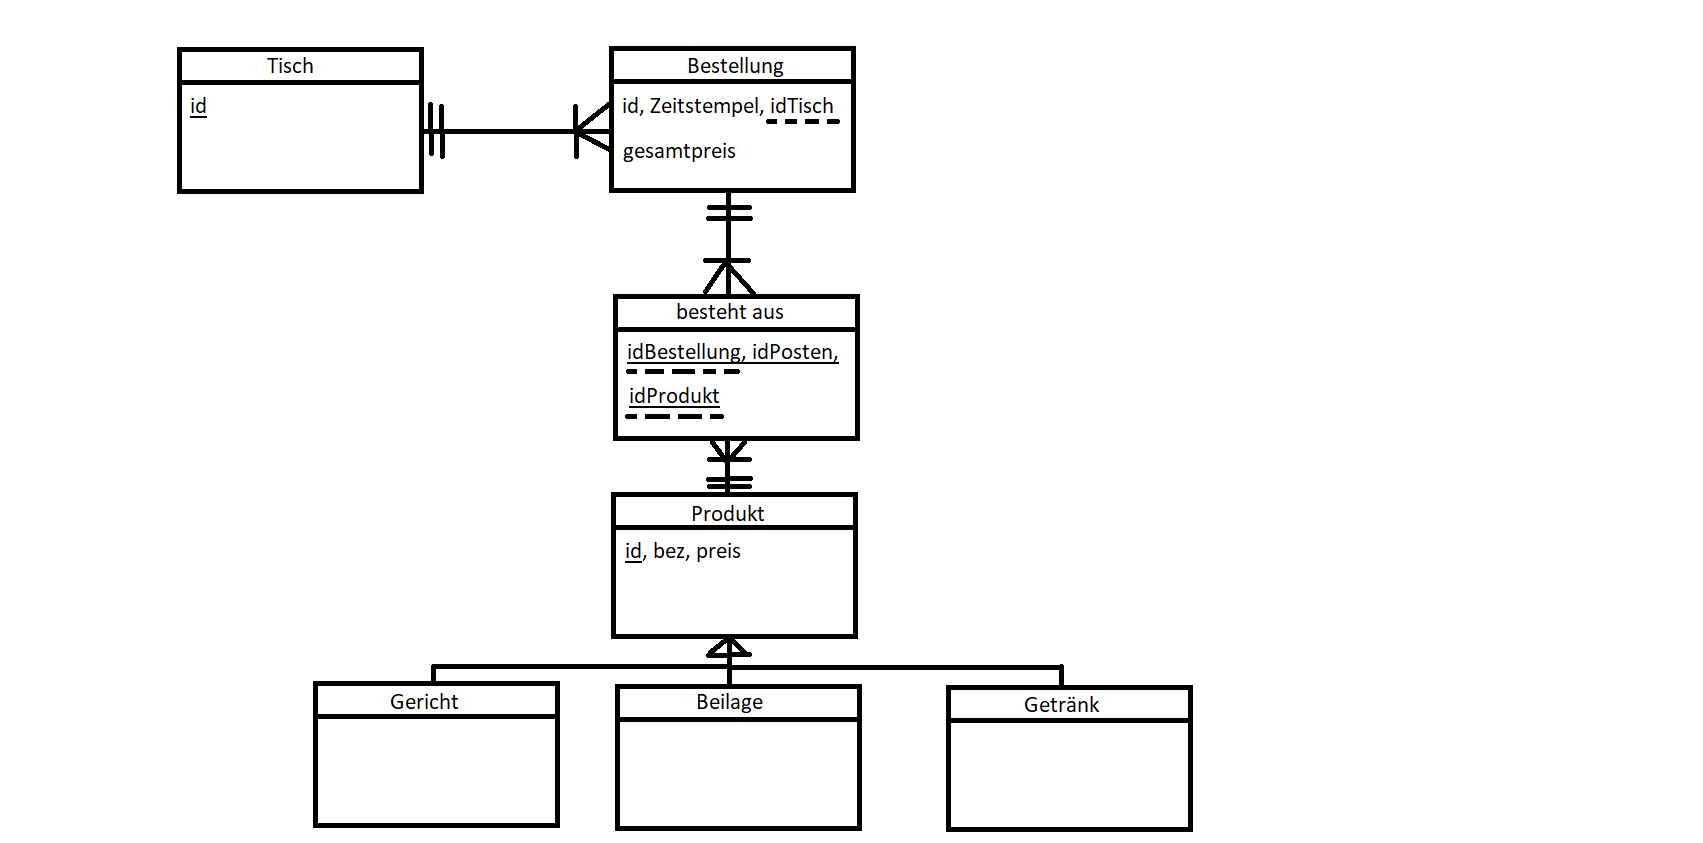 Tisch
id
Bestellung
id, Zeitstempel, idTisch
gesamtpreis
besteht aus
idBestellung, idPosten,
idProdukt
Produkt
id, bez, preis
Gericht
Beilage
Getränk